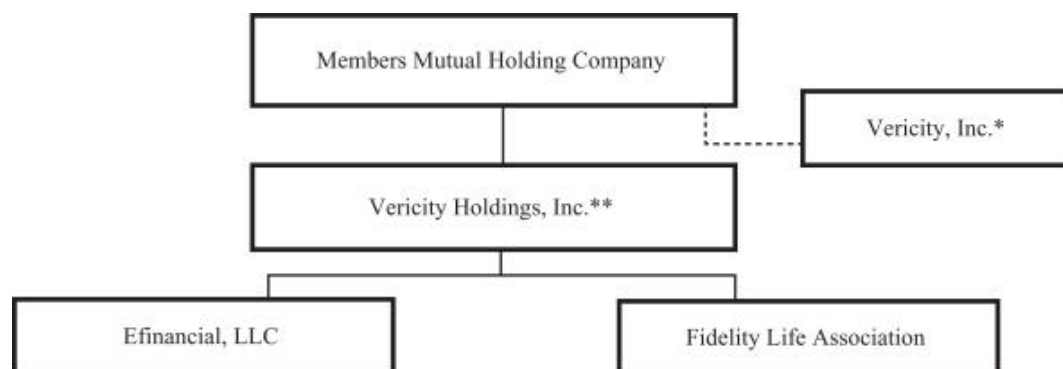 Members Mutual Holding Company
Vericity, Inc.*
Vericity Holdings, Inc.**
Efinancial, LLC
Fidelity Life Association